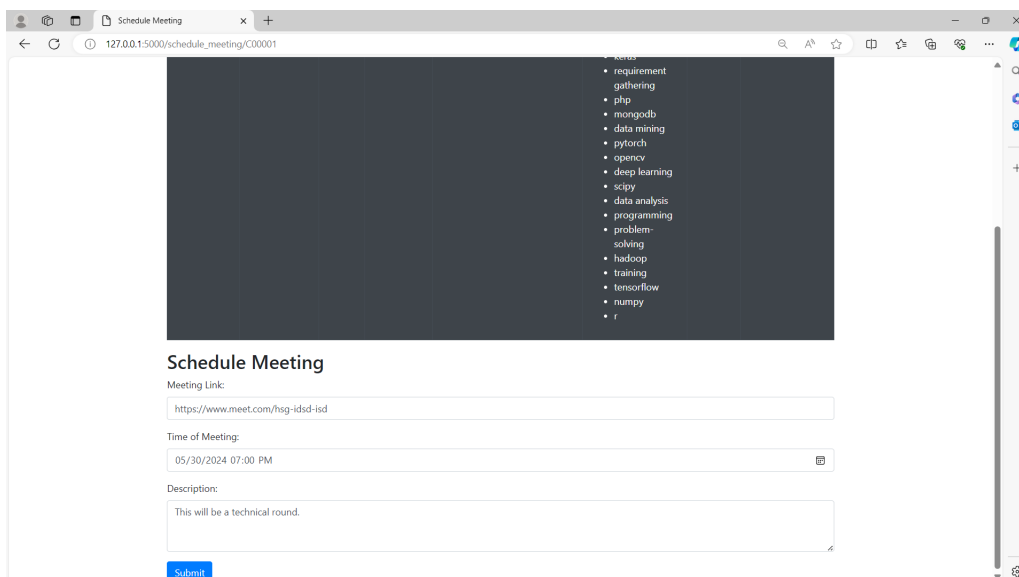 Schedule Meeting
127.0.0.1:5000/schedule_meeting/C00001
keras
requirement
gathering
php
mongodb
data mining
pytorch
opencv
deep learning
scipy
data analysis
programming
problem-
solving
hadoop
training
tensorflow
numpy
r
Schedule Meeting
Meeting Link:
https://www.meet.com/hsg-idsd-isd
Time of Meeting:
05/30/2024 07:00 PM
Description:
This will be a technical round.
Submit